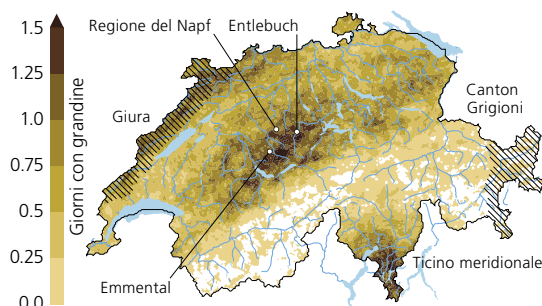 1.5
1.25
1.0
0.75
0.5
0.25
0.0
Giorni con grandine
Regione del Napf
Entlebuch
Giura
Canton
Grigioni
Ticino meridionale
Emmental